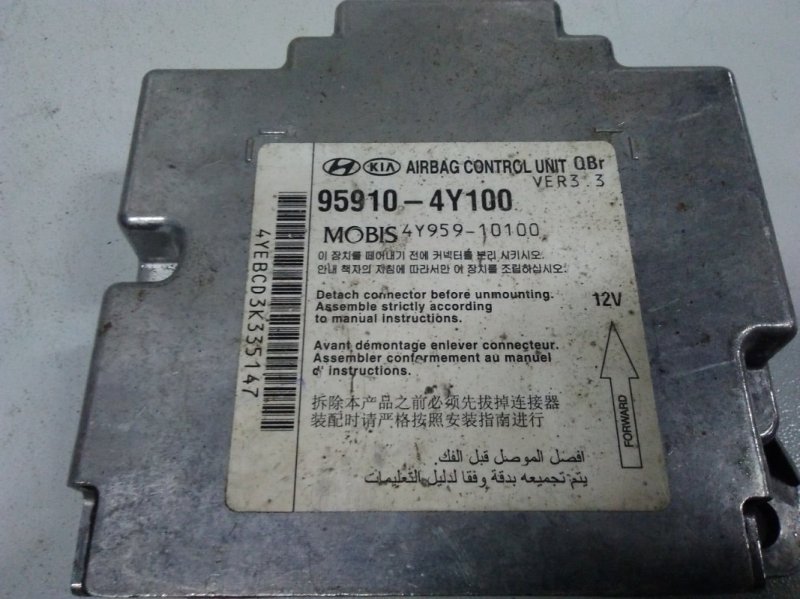 HYUNDAI KIA AIRBAG CONTROL UNIT QBr
VER3.3
95910-4Y100
MOBIS 4Y959-10100
이 장치를 떼어내기 전에 커넥터를 분리 시키시오.
안내 책자의 지침에 따라서만 이 장치를 조립하십시오.
Detach connector before unmounting.
Assemble strictly according
to manual instructions.
12V
Avant démontage enlever connecteur.
Assembler conformement au manuel
d' instructions.
拆除本产品之前必须先拔掉连接器
装配时请严格按照安装指南进行
افصل الموصل قبل الفك.
يتم تجميعه بدقة وفقا لدليل التعليمات
FORWARD
4YEBCD3K335147